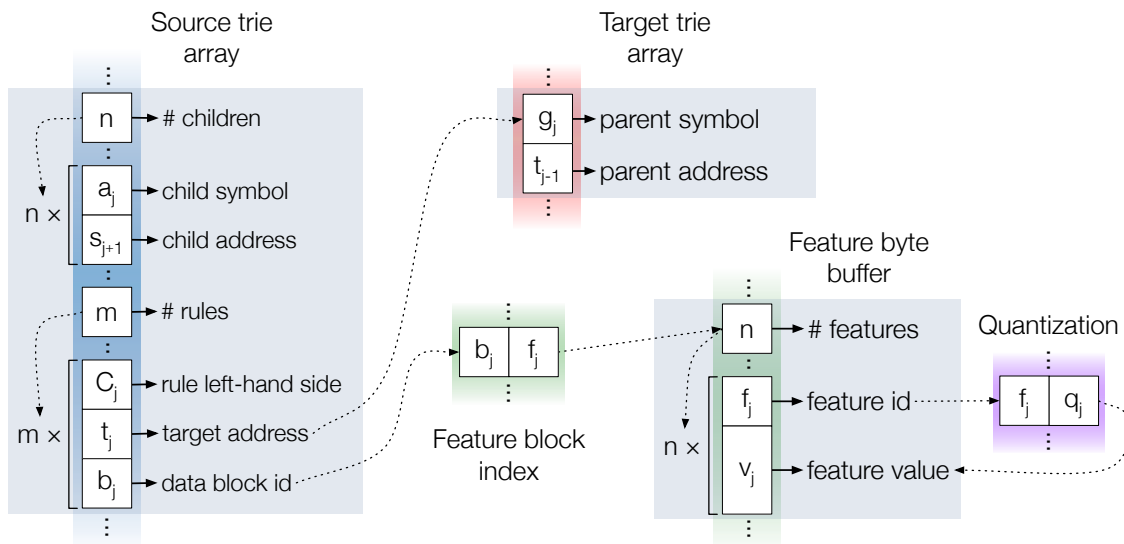 Source trie
array
n
# children
n ×
a_j
child symbol
s_{j+1}
child address
m
# rules
m ×
C_j
rule left-hand side
t_j
target address
b_j
data block id
Target trie
array
g_j
parent symbol
t_{j-1}
parent address
b_j f_j
Feature block
index
Feature byte
buffer
n
# features
n ×
f_j
feature id
v_j
feature value
Quantization
f_j q_j